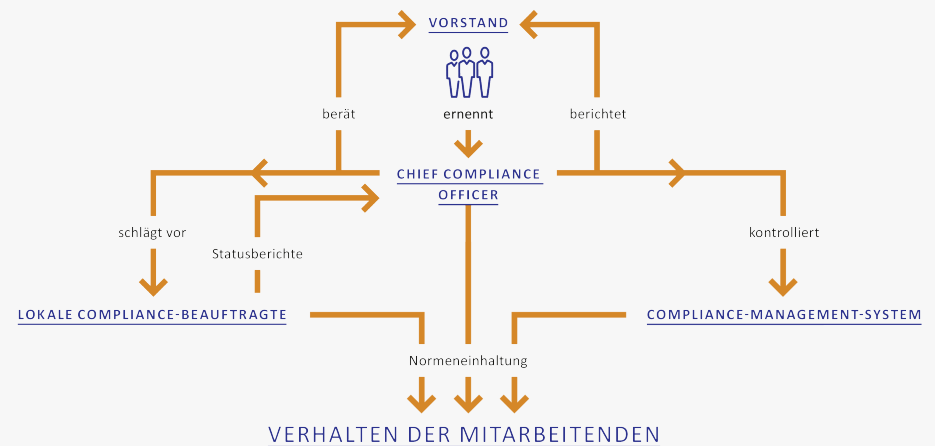 VORSTAND
berät
ernennt
berichtet
CHIEF COMPLIANCE
OFFICER
schlägt vor
kontrolliert
Statusberichte
LOKALE COMPLIANCE-BEAUFTRAGTE
COMPLIANCE-MANAGEMENT-SYSTEM
Normeneinhaltung
VERHALTEN DER MITARBEITENDEN